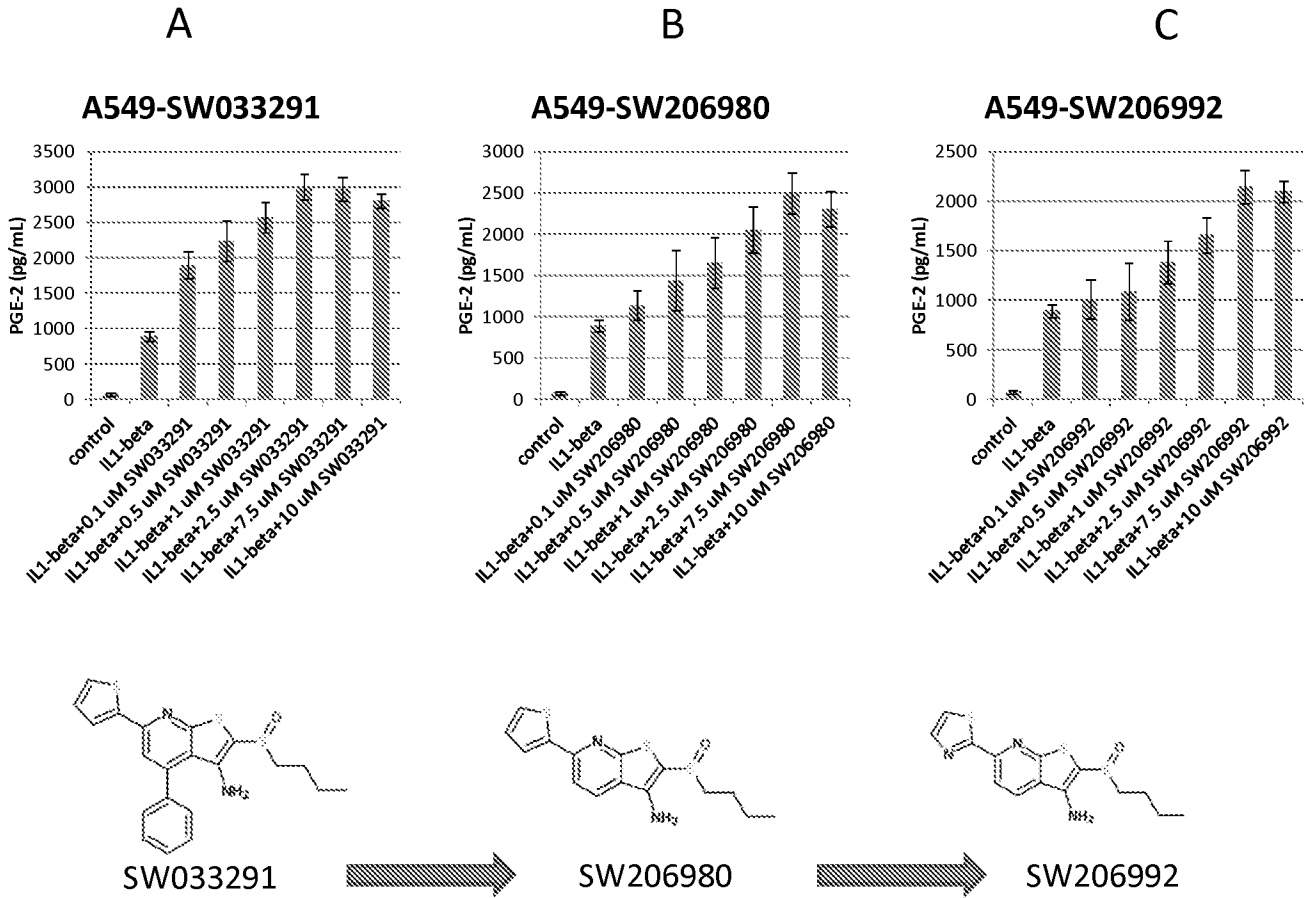 A
B
C
A549-SW033291
A549-SW206980
A549-SW206992
PGE-2 (pg/mL)
3500
3000
2500
2000
1500
1000
500
0
control
IL1-beta
IL1-beta+0.1 uM SW033291
IL1-beta+0.5 uM SW033291
IL1-beta+1 uM SW033291
IL1-beta+2.5 uM SW033291
IL1-beta+7.5 uM SW033291
IL1-beta+10 uM SW033291
PGE-2 (pg/mL)
3000
2500
2000
1500
1000
500
0
control
IL1-beta
IL1-beta+0.1 uM SW206980
IL1-beta+0.5 uM SW206980
IL1-beta+1 uM SW206980
IL1-beta+2.5 uM SW206980
IL1-beta+7.5 uM SW206980
IL1-beta+10 uM SW206980
PGE-2 (pg/mL)
2500
2000
1500
1000
500
0
control
IL1-beta
IL1-beta+0.1 uM SW206992
IL1-beta+0.5 uM SW206992
IL1-beta+1 uM SW206992
IL1-beta+2.5 uM SW206992
IL1-beta+7.5 uM SW206992
IL1-beta+10 uM SW206992
S
N
S
S
O
NH2
S
N
S
S
O
NH2
S
N
N
S
S
O
NH2
SW033291
SW206980
SW206992